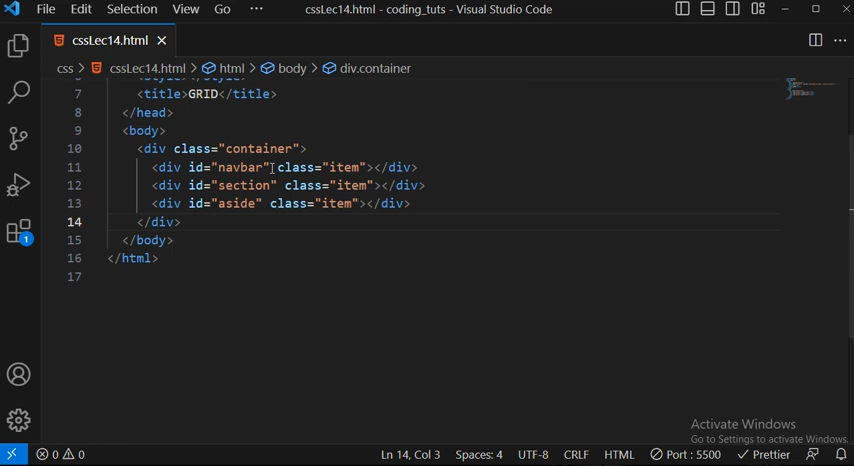 File Edit Selection View Go ··· cssLec14.html - coding_tuts - Visual Studio Code
cssLec14.html
css > cssLec14.html > html > body > div.container
6 <style></style>
7 <title>GRID</title>
8 </head>
9 <body>
10 <div class="container">
11 <div id="navbar" class="item"></div>
12 <div id="section" class="item"></div>
13 <div id="aside" class="item"></div>
14 </div>
15 </body>
16 </html>
17
1
Activate Windows
Go to Settings to activate Windows.
0 0 Ln 14, Col 3 Spaces: 4 UTF-8 CRLF HTML Port : 5500 Prettier